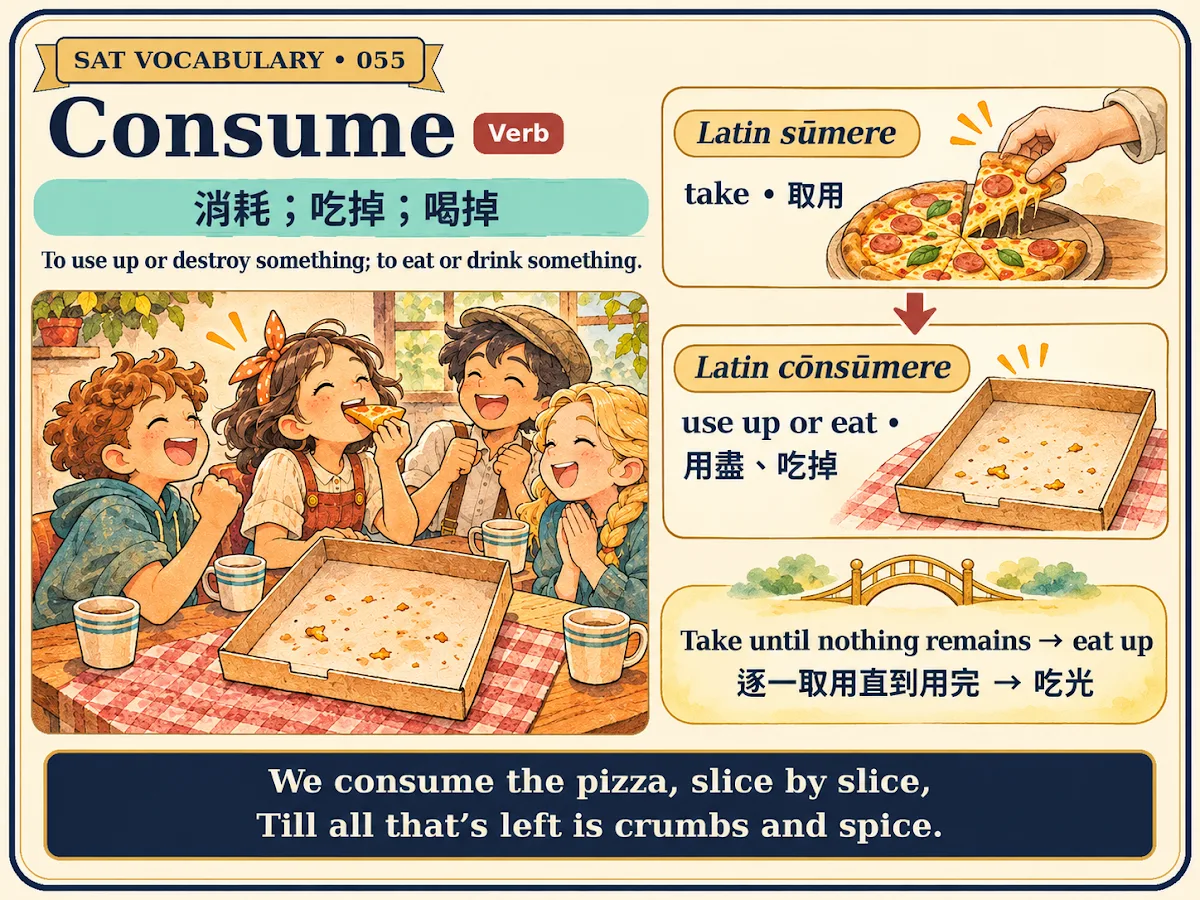 SAT VOCABULARY • 055
Consume
Verb
消耗；吃掉；喝掉
To use up or destroy something; to eat or drink something.
Latin sūmere
take • 取用
Latin cōnsūmere
use up or eat •
用盡、吃掉
Take until nothing remains → eat up
逐一取用直到用完 → 吃光
We consume the pizza, slice by slice,
Till all that’s left is crumbs and spice.